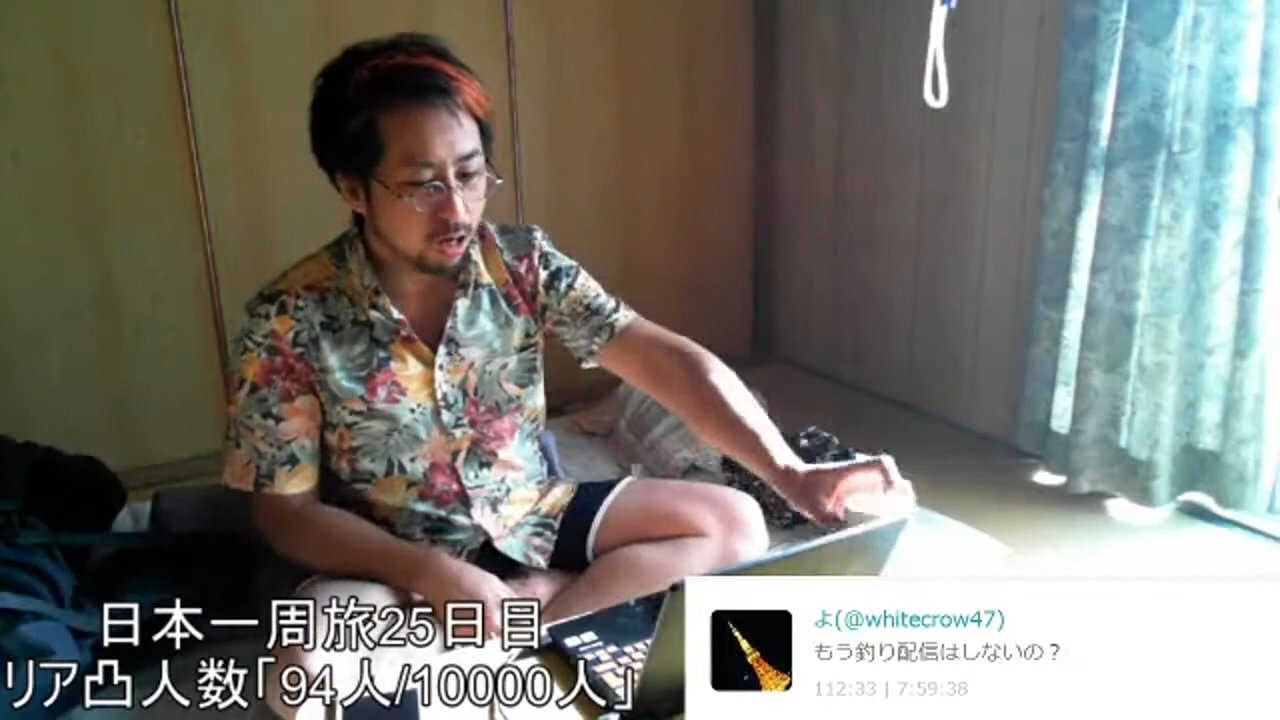 日本一周旅25日目
リア凸人数「94人/10000人」
よ(@whitecrow47)
もう釣り配信はしないの？
112:33 | 7:59:38